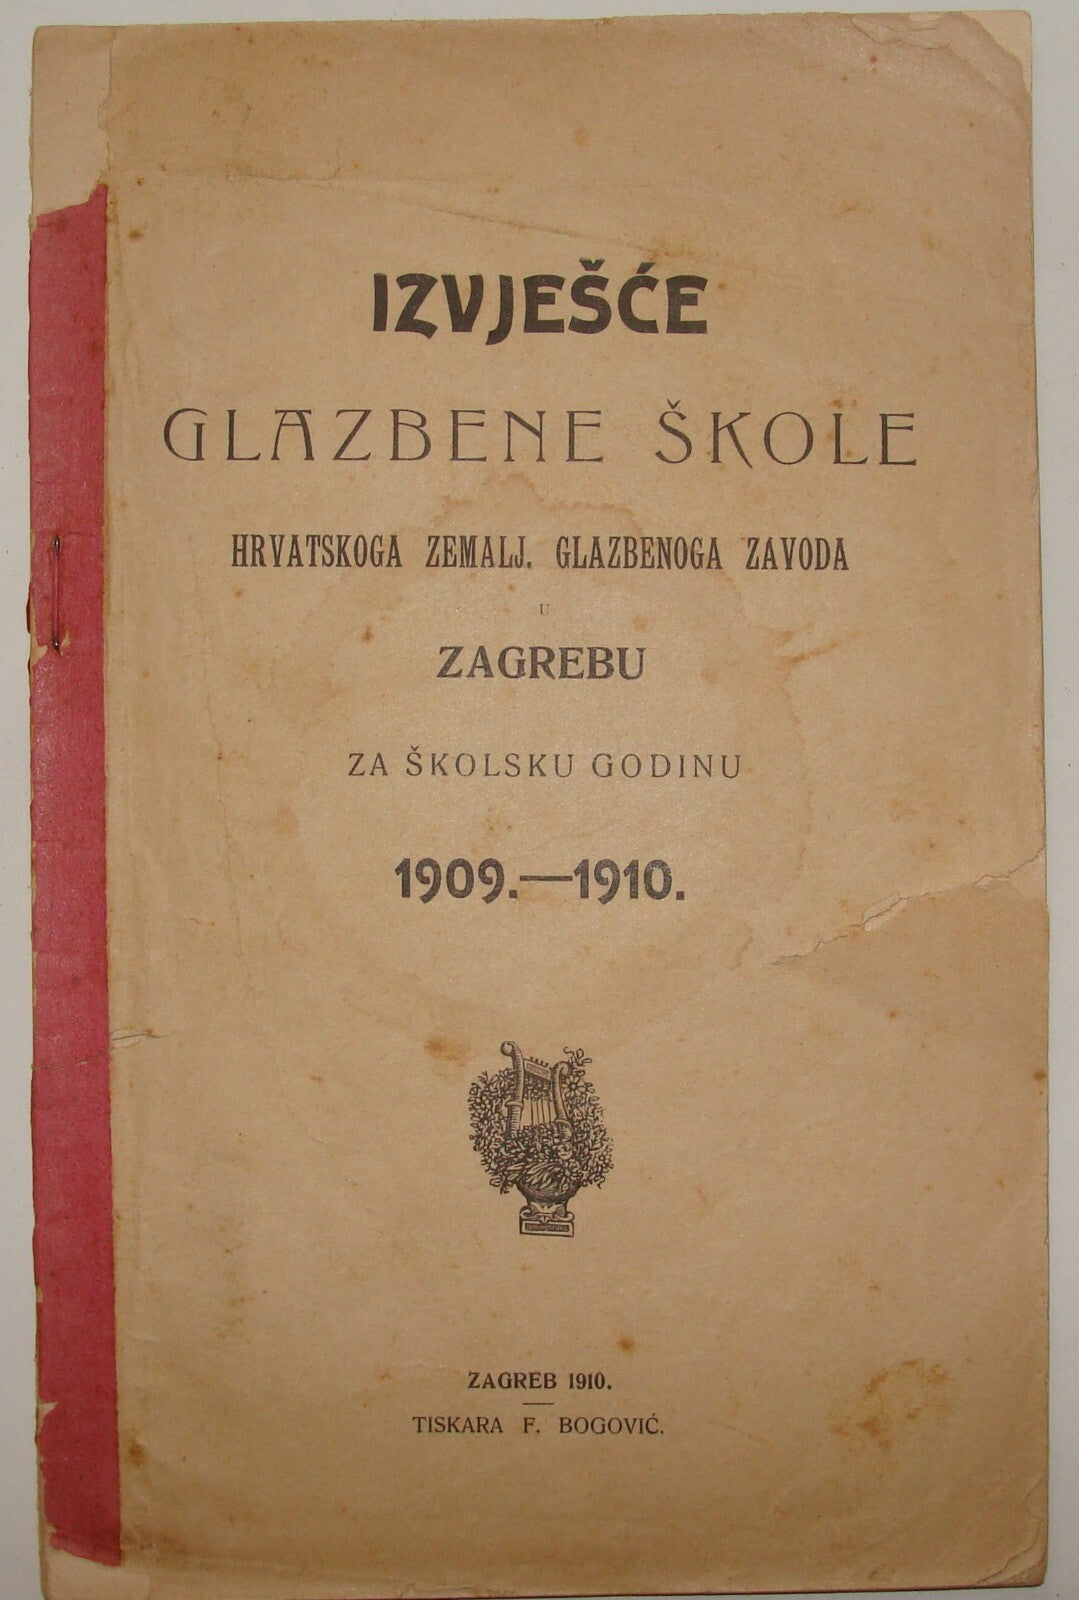 IZVJEŠĆE
GLAZBENE ŠKOLE
HRVATSKOGA ZEMALJ. GLAZBENOGA ZAVODA
U
ZAGREBU
ZA ŠKOLSKU GODINU
1909.—1910.
ZAGREB 1910.
TISKARA F. BOGOVIĆ.